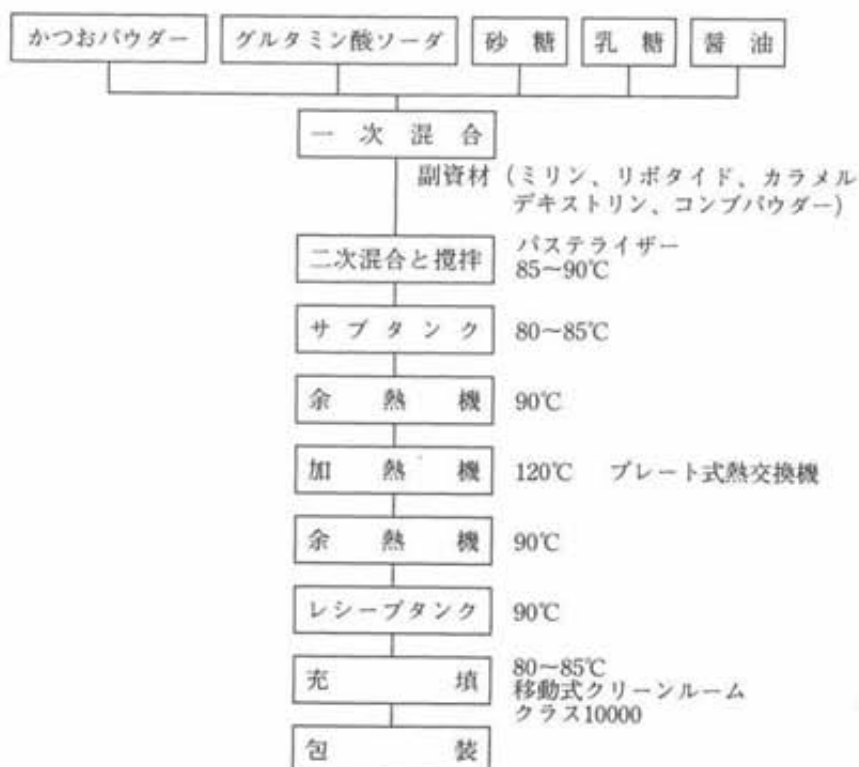 かつおパウダー
グルタミン酸ソーダ
砂糖
乳糖
醤油
一次混合
副資材(ミリン、リボタイド、カラメル
デキストリン、コンブパウダー)
二次混合と撹拌
パステライザー
85〜90℃
サブタンク
80〜85℃
余熱機
90℃
加熱機
120℃ プレート式熱交換機
余熱機
90℃
レシーブタンク
90℃
充填
80〜85℃
移動式クリーンルーム
クラス10000
包装